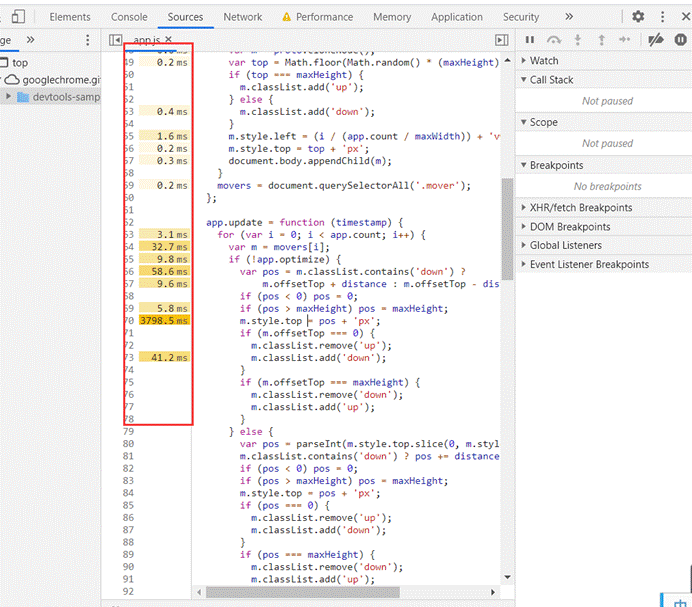 Elements Console Sources Network Performance Memory Application Security »
ge » app.js ×
top
googlechrome.gi
devtools-samp
49 0.2 ms var top = Math.floor(Math.random() * (maxHeight)
50 if (top === maxHeight) {
51 m.classList.add('up');
52 } else {
53 0.4 ms m.classList.add('down');
54 }
55 1.6 ms m.style.left = (i / (app.count / maxWidth)) + 'v
56 0.2 ms m.style.top = top + 'px';
57 0.3 ms document.body.appendChild(m);
58 }
59 0.2 ms movers = document.querySelectorAll('.mover');
60 };
61
62 app.update = function (timestamp) {
63 3.1 ms for (var i = 0; i < app.count; i++) {
64 32.7 ms var m = movers[i];
65 9.8 ms if (!app.optimize) {
66 58.6 ms var pos = m.classList.contains('down') ?
67 9.6 ms m.offsetTop + distance : m.offsetTop - dis
68 if (pos < 0) pos = 0;
69 5.8 ms if (pos > maxHeight) pos = maxHeight;
70 3798.5 ms m.style.top = pos + 'px';
71 if (m.offsetTop === 0) {
72 m.classList.remove('up');
73 41.2 ms m.classList.add('down');
74 }
75 if (m.offsetTop === maxHeight) {
76 m.classList.remove('down');
77 m.classList.add('up');
78 }
79 } else {
80 var pos = parseInt(m.style.top.slice(0, m.styl
81 m.classList.contains('down') ? pos += distance
82 if (pos < 0) pos = 0;
83 if (pos > maxHeight) pos = maxHeight;
84 m.style.top = pos + 'px';
85 if (pos === 0) {
86 m.classList.remove('up');
87 m.classList.add('down');
88 }
89 if (pos === maxHeight) {
90 m.classList.remove('down');
91 m.classList.add('up');
92
Watch
Call Stack
Not paused
Scope
Not paused
Breakpoints
No breakpoints
XHR/fetch Breakpoints
DOM Breakpoints
Global Listeners
Event Listener Breakpoints